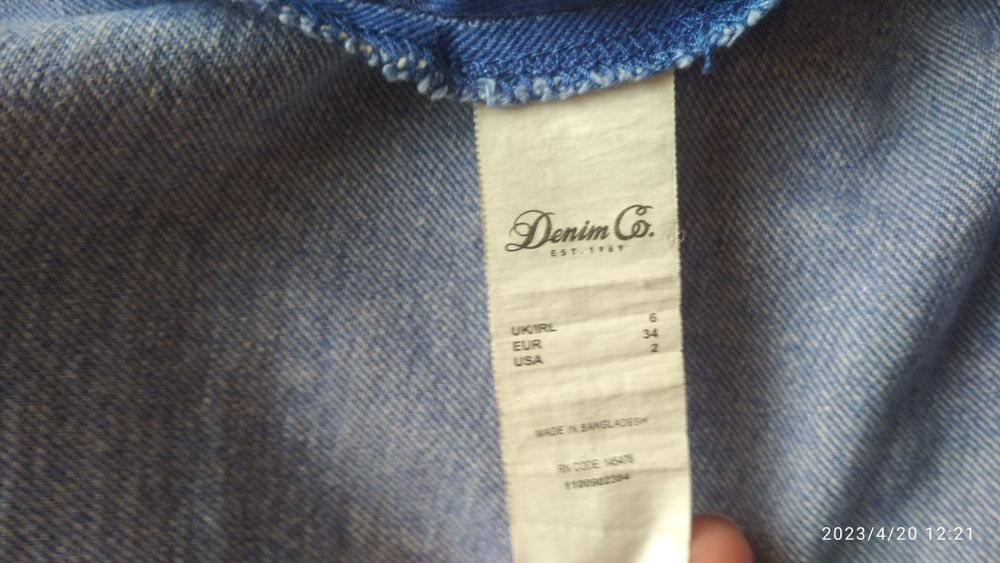 Denim Co.
EST. 1969
UK/IRL 6
EUR 34
USA 2
MADE IN BANGLADESH
RN CODE: 145478
1100902384
2023/4/20 12:21